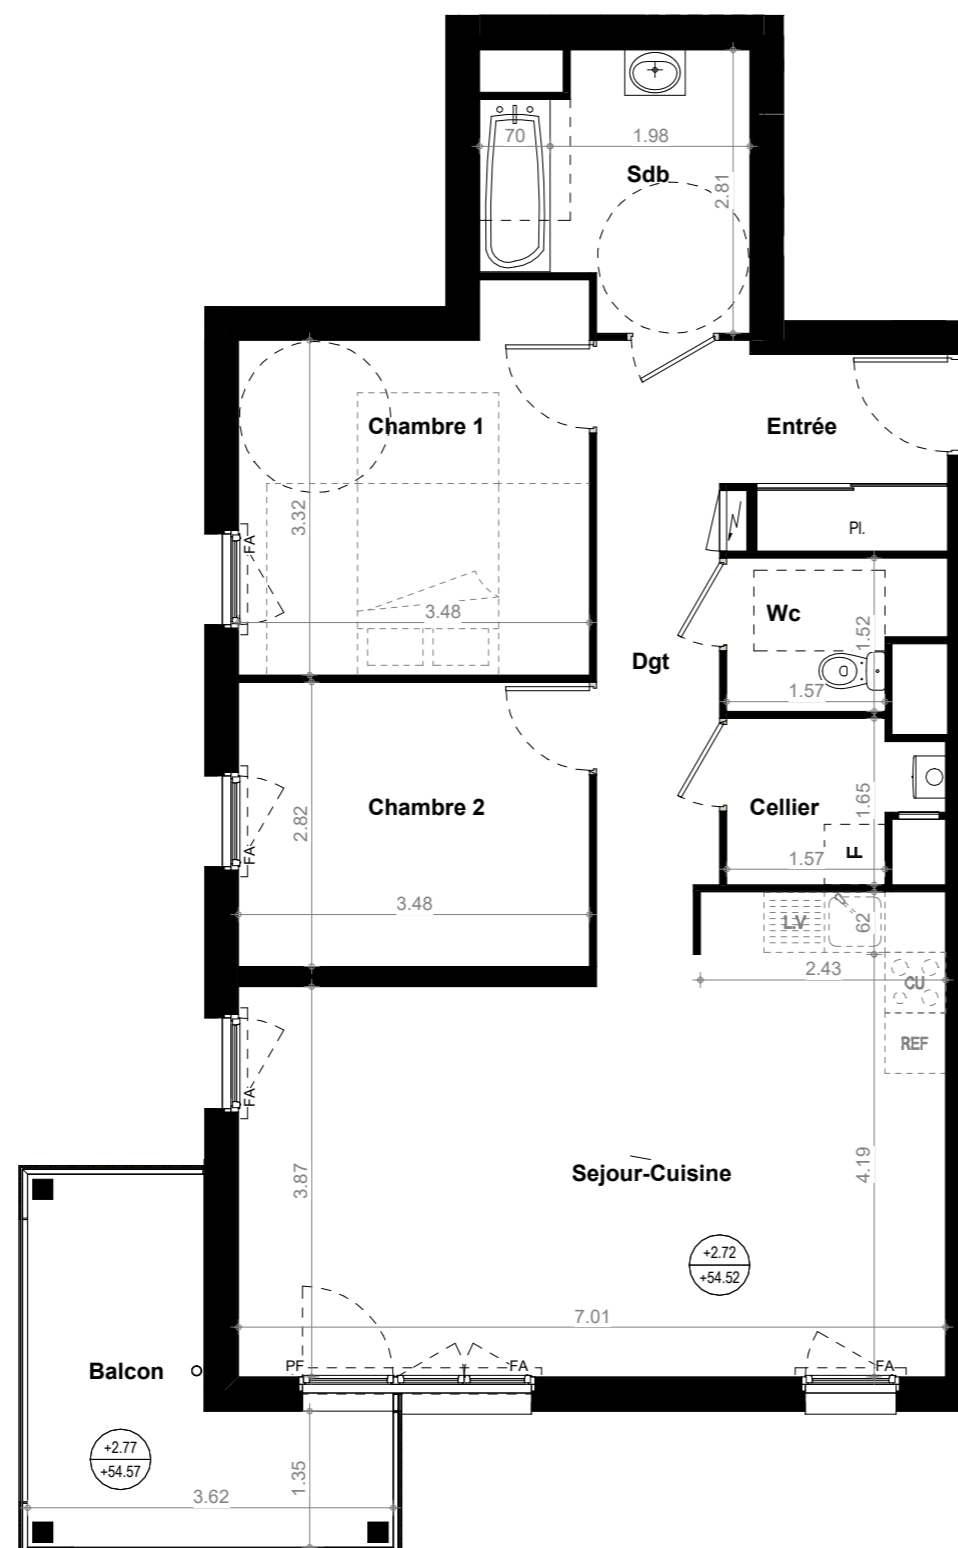 70
1.98
Sdb
2.81
Chambre 1
Entrée
3.32
FA
Pl.
3.48
Wc
1.52
Dgt
1.57
Chambre 2
2.82
FA
Cellier
1.65
F
1.57
3.48
LV
62
2.43
CU
REF
FA
3.87
Sejour-Cuisine
4.19
+2.72
+54.52
7.01
PF
FA
FA
Balcon
+2.77
+54.57
1.35
3.62